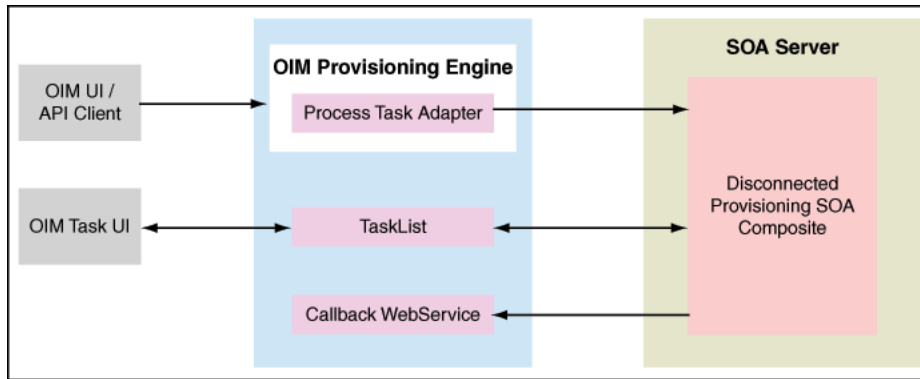 SOA Server
OIM Provisioning Engine
OIM UI /
API Client
Process Task Adapter
Disconnected
Provisioning SOA
Composite
OIM Task UI
TaskList
Callback WebService